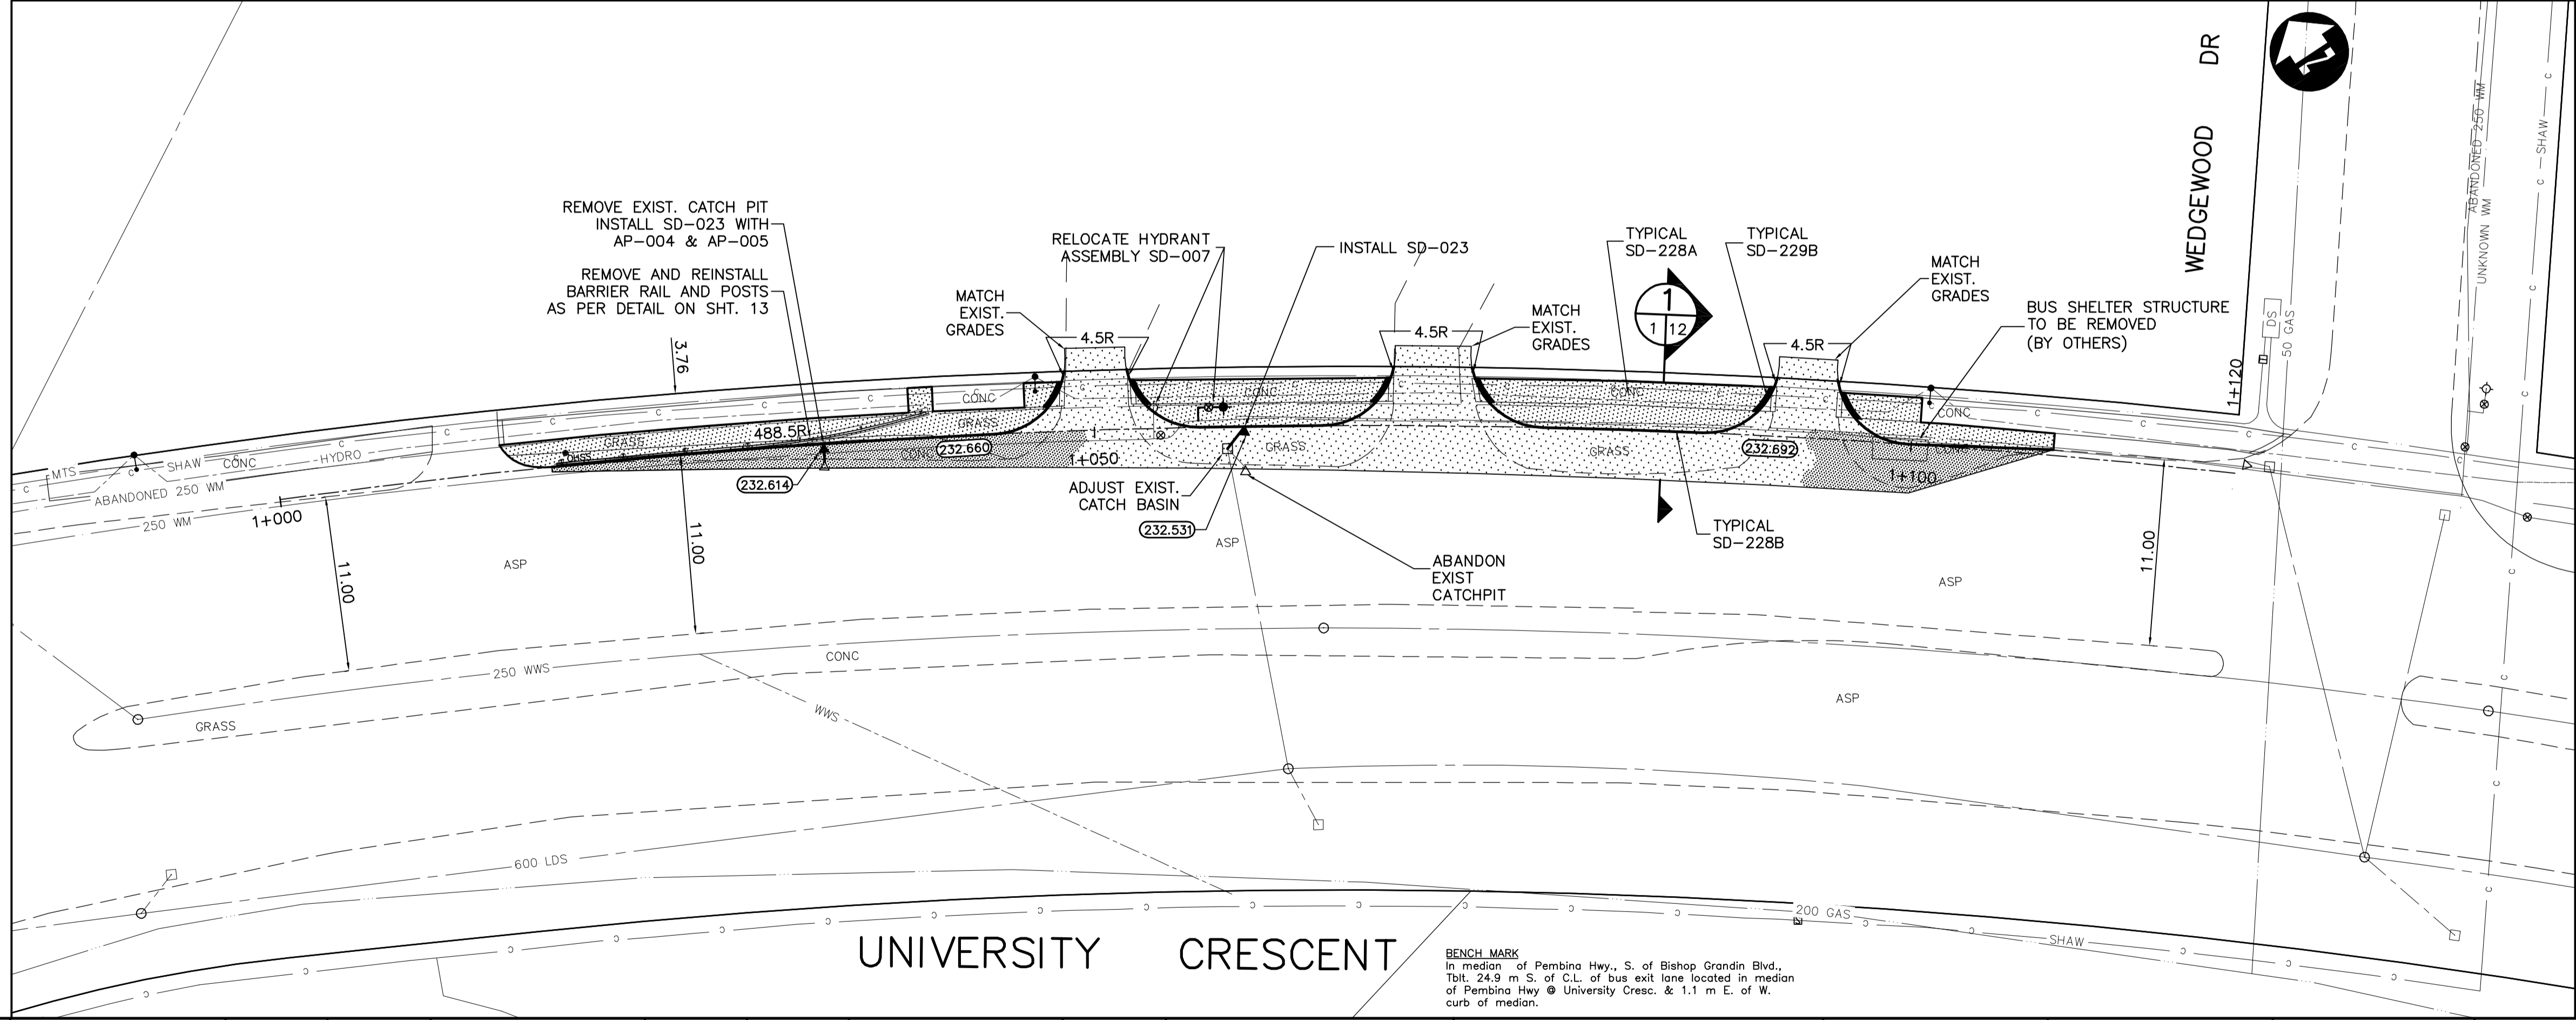 WEDGEWOOD DR
ABANDONED 250 WM
UNKNOWN WM
SHAW
C
DS
50 GAS
1+120
REMOVE EXIST. CATCH PIT
INSTALL SD-023 WITH
AP-004 & AP-005
REMOVE AND REINSTALL
BARRIER RAIL AND POSTS
AS PER DETAIL ON SHT. 13
RELOCATE HYDRANT
ASSEMBLY SD-007
INSTALL SD-023
TYPICAL
SD-228A
TYPICAL
SD-229B
MATCH
EXIST.
GRADES
MATCH
EXIST.
GRADES
MATCH
EXIST.
GRADES
BUS SHELTER STRUCTURE
TO BE REMOVED
(BY OTHERS)
1
1 12
4.5R
4.5R
4.5R
3.76
CONC
CONC
CONC
CONC
GRASS
GRASS
488.5R
CONC
232.660
1+050
GRASS
GRASS
232.692
CONC
1+100
MTS
SHAW
CONC
HYDRO
ABANDONED 250 WM
250 WM
1+000
232.614
ADJUST EXIST.
CATCH BASIN
232.531
ASP
ABANDON
EXIST
CATCHPIT
TYPICAL
SD-228B
11.00
11.00
11.00
ASP
ASP
250 WWS
CONC
GRASS
WWS
ASP
600 LDS
200 GAS
SHAW
UNIVERSITY CRESCENT
BENCH MARK
In median of Pembina Hwy., S. of Bishop Grandin Blvd.,
Tblt. 24.9 m S. of C.L. of bus exit lane located in median
of Pembina Hwy @ University Cresc. & 1.1 m E. of W.
curb of median.